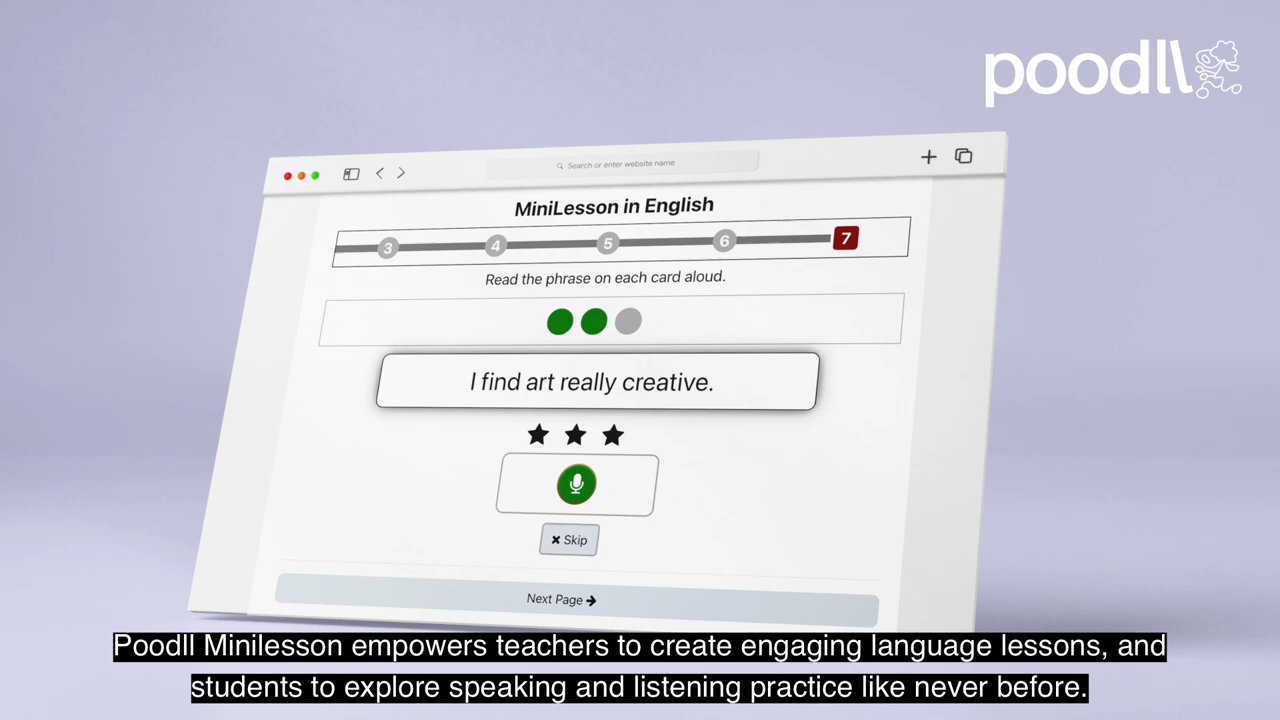 poodll
Search or enter website name
MiniLesson in English
3 4 5 6 7
Read the phrase on each card aloud.
I find art really creative.
Skip
Next Page
Poodll Minilesson empowers teachers to create engaging language lessons, and
students to explore speaking and listening practice like never before.